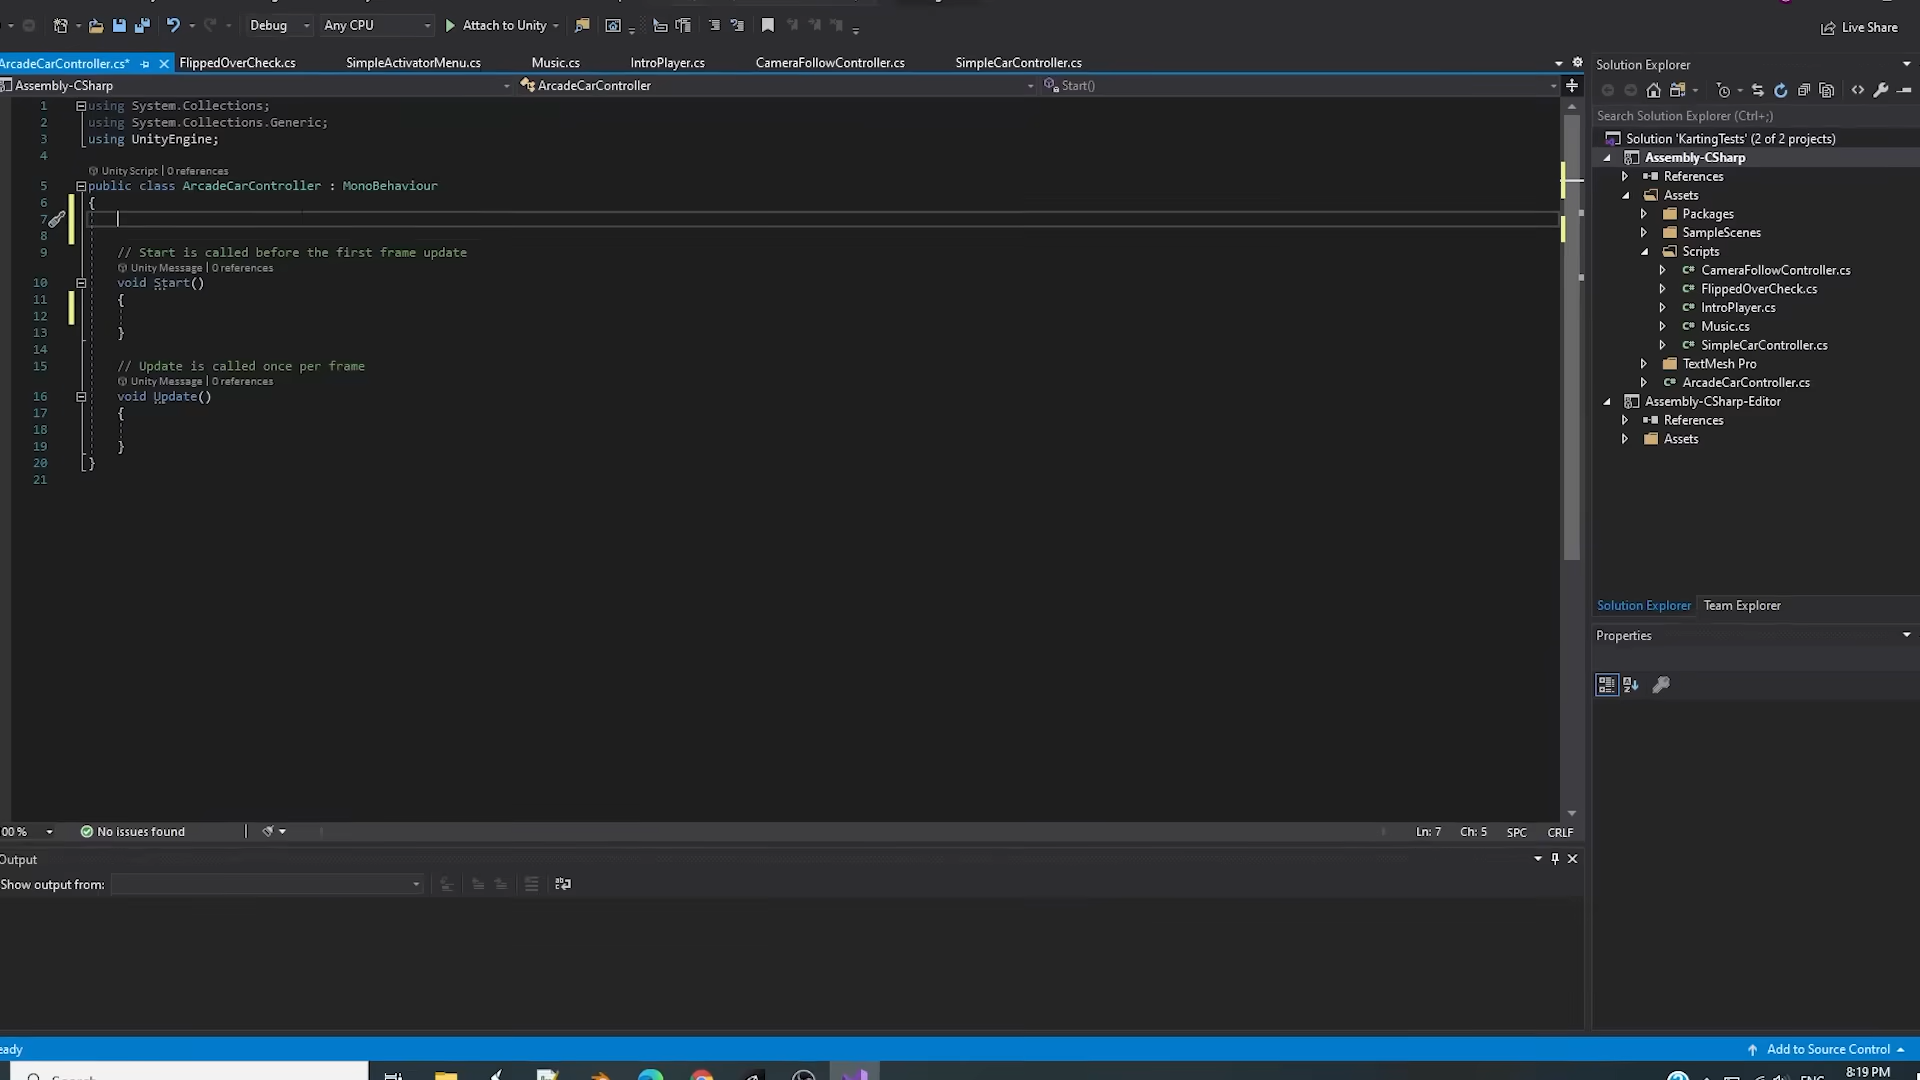 Debug
Any CPU
Attach to Unity
Live Share
ArcadeCarController.cs*
FlippedOverCheck.cs
SimpleActivatorMenu.cs
Music.cs
IntroPlayer.cs
CameraFollowController.cs
SimpleCarController.cs
Assembly-CSharp
ArcadeCarController
Start()
1 using System.Collections;
2 using System.Collections.Generic;
3 using UnityEngine;
4
Unity Script | 0 references
5 public class ArcadeCarController : MonoBehaviour
6 {
7
8
9 // Start is called before the first frame update
Unity Message | 0 references
10 void Start()
11 {
12
13 }
14
15 // Update is called once per frame
Unity Message | 0 references
16 void Update()
17 {
18
19 }
20 }
21
00 %
No issues found
Ln: 7
Ch: 5
SPC
CRLF
Output
Show output from:
Solution Explorer
Search Solution Explorer (Ctrl+;)
Solution 'KartingTests' (2 of 2 projects)
Assembly-CSharp
References
Assets
Packages
SampleScenes
Scripts
CameraFollowController.cs
FlippedOverCheck.cs
IntroPlayer.cs
Music.cs
SimpleCarController.cs
TextMesh Pro
ArcadeCarController.cs
Assembly-CSharp-Editor
References
Assets
Solution Explorer
Team Explorer
Properties
eady
Add to Source Control
8:19 PM